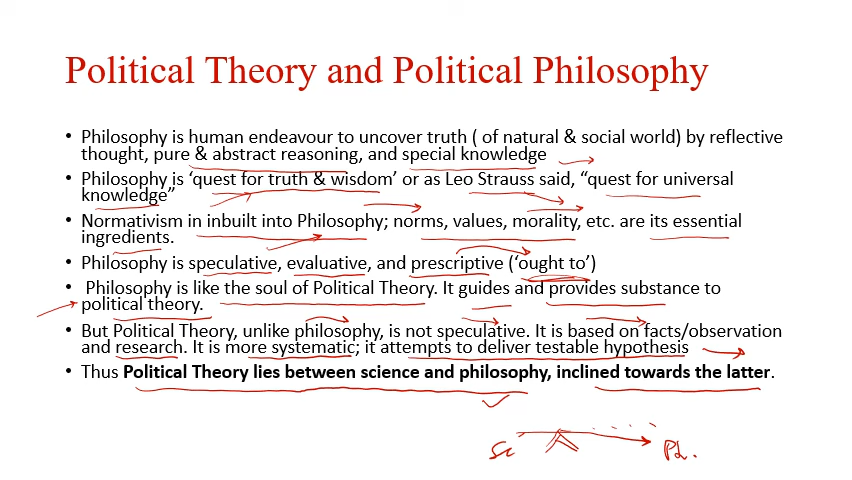 Political Theory and Political Philosophy
• Philosophy is human endeavour to uncover truth ( of natural & social world) by reflective
thought, pure & abstract reasoning, and special knowledge
• Philosophy is ‘quest for truth & wisdom’ or as Leo Strauss said, “quest for universal
knowledge”
• Normativism in inbuilt into Philosophy; norms, values, morality, etc. are its essential
ingredients.
• Philosophy is speculative, evaluative, and prescriptive (‘ought to’)
• Philosophy is like the soul of Political Theory. It guides and provides substance to
political theory.
• But Political Theory, unlike philosophy, is not speculative. It is based on facts/observation
and research. It is more systematic; it attempts to deliver testable hypothesis
• Thus Political Theory lies between science and philosophy, inclined towards the latter.
Sc Ph.